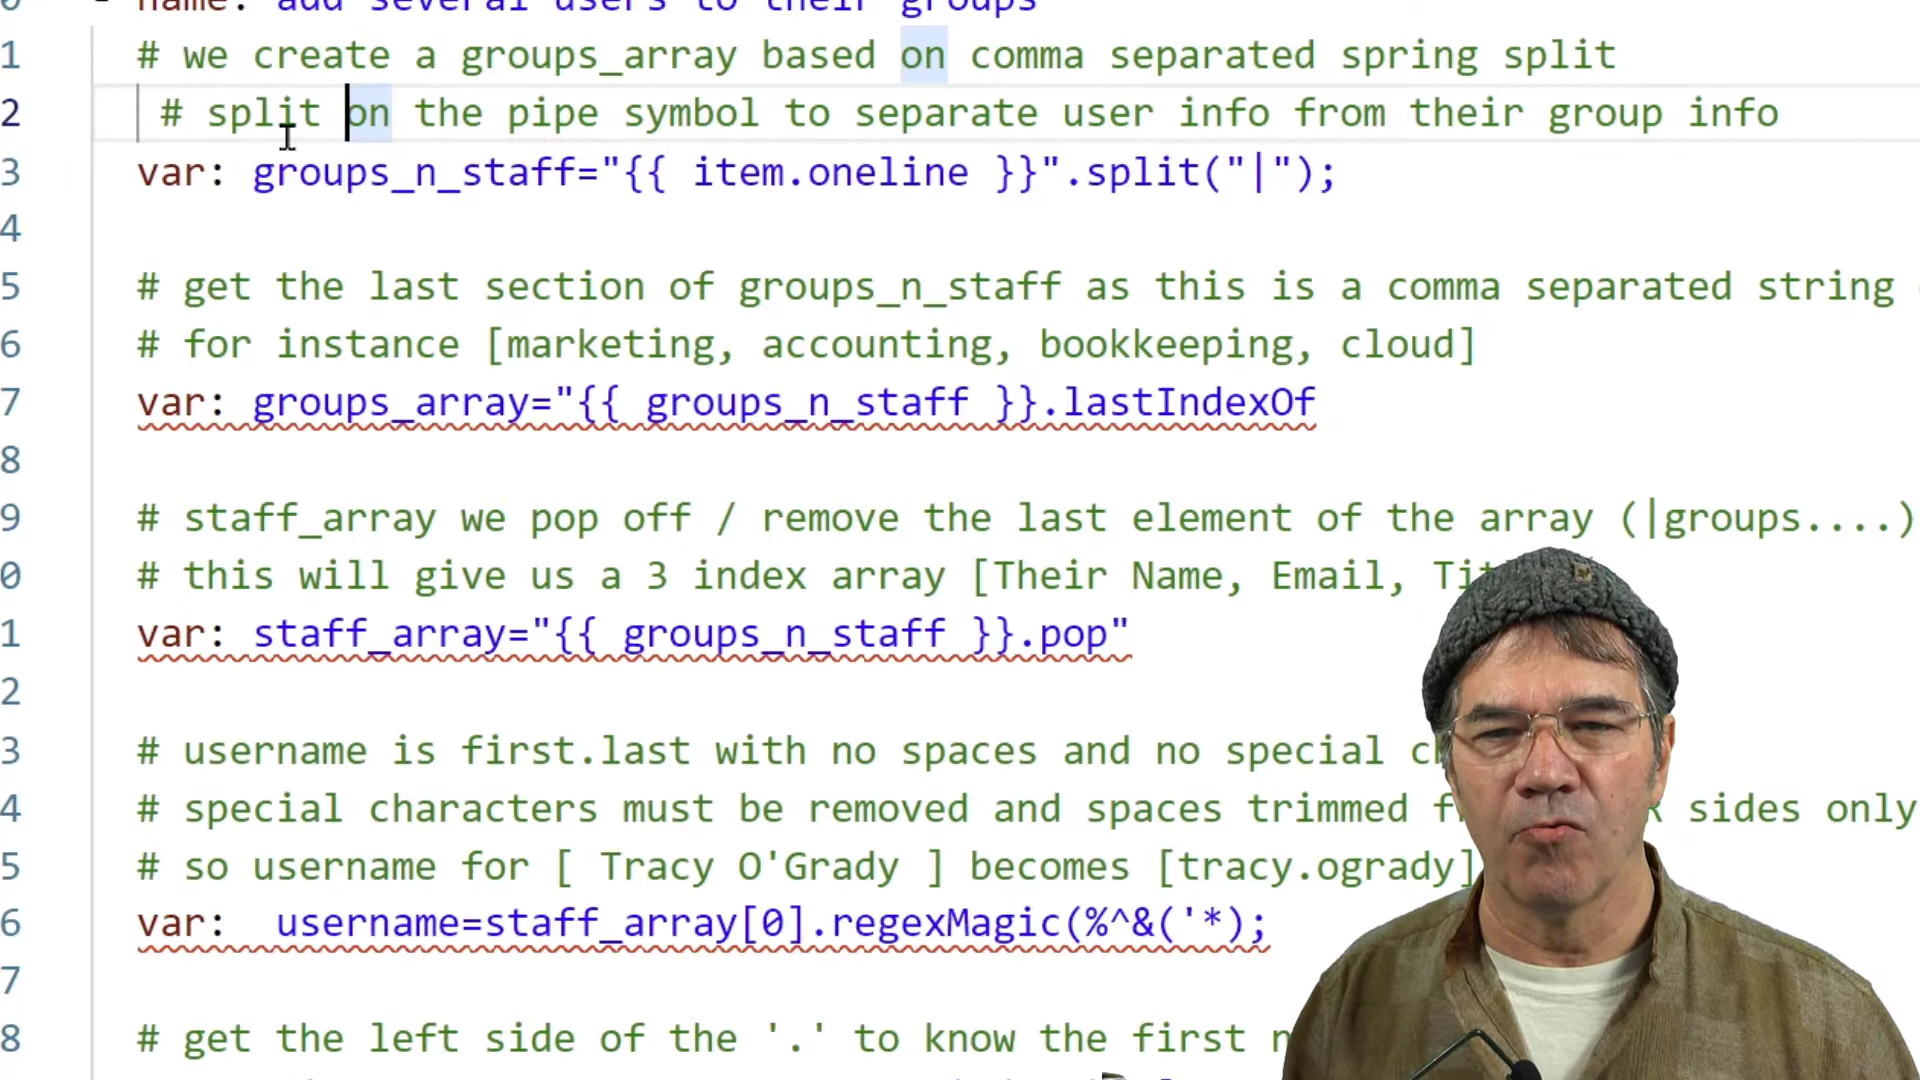 0 - name: add several users to their groups
1 # we create a groups_array based on comma separated spring split
2 # split on the pipe symbol to separate user info from their group info
3 var: groups_n_staff="{{ item.oneline }}".split("|");
4
5 # get the last section of groups_n_staff as this is a comma separated string
6 # for instance [marketing, accounting, bookkeeping, cloud]
7 var: groups_array="{{ groups_n_staff }}.lastIndexOf
8
9 # staff_array we pop off / remove the last element of the array (|groups....)
0 # this will give us a 3 index array [Their Name, Email,
1 var: staff_array="{{ groups_n_staff }}.pop"
2
3 # username is first.last with no spaces and no special
4 # special characters must be removed and spaces trimmed sides only
5 # so username for [ Tracy O'Grady ] becomes [tracy.ogrady]
6 var:  username=staff_array[0].regexMagic(%^&('*);
7
8 # get the left side of the '.' to know the first